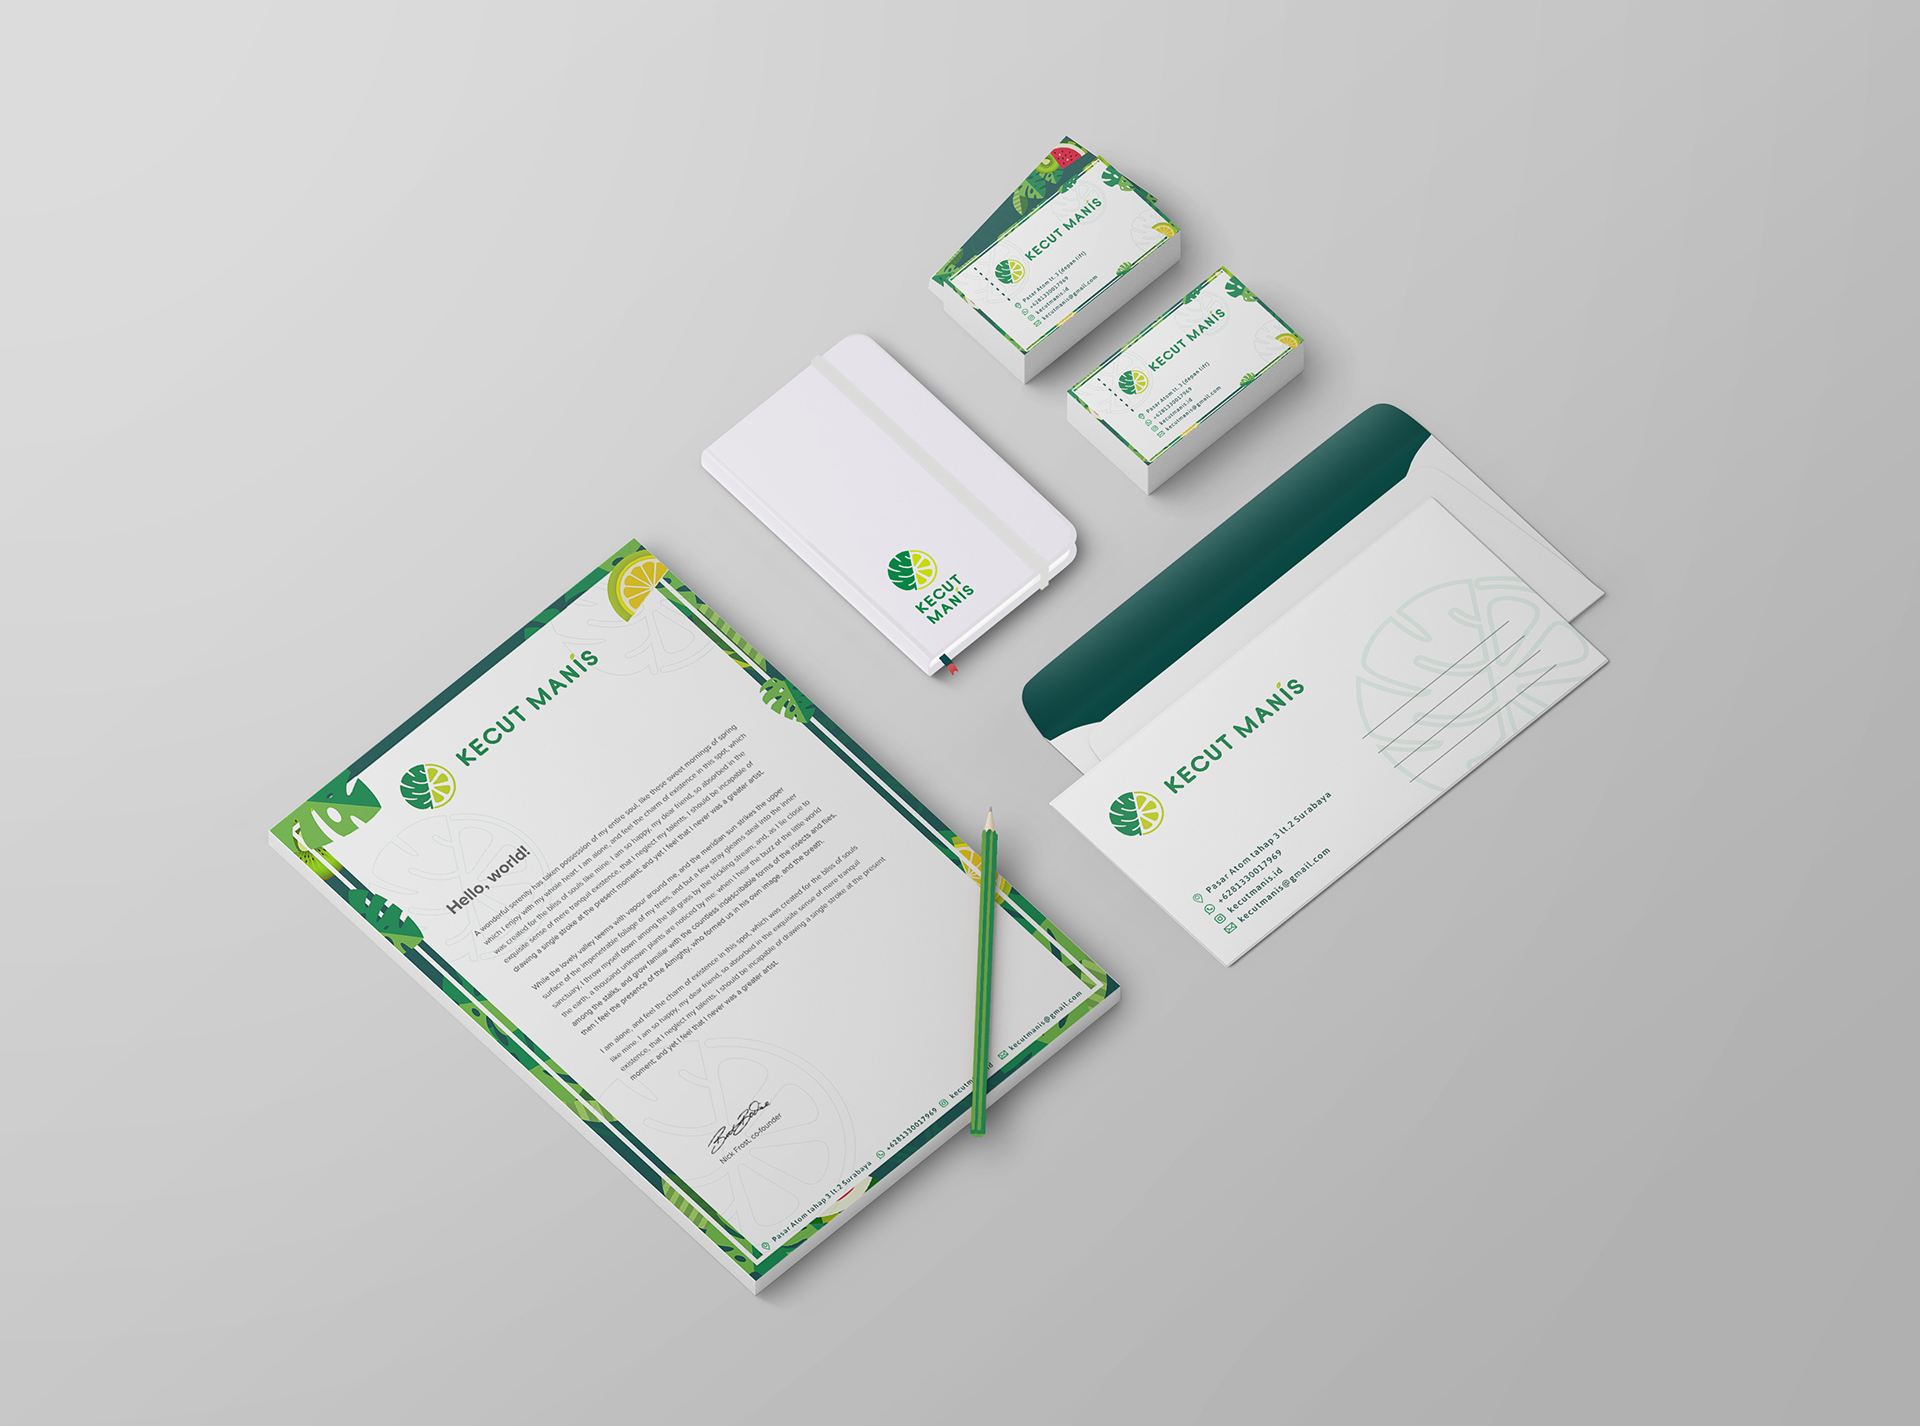 KECUT MANIS
Pasar Atom lt. 3 (depan lift)
+6281330017969
kecutmanis.id
kecutmanis@gmail.com
KECUT MANIS
Pasar Atom lt. 3 (depan lift)
+6281330017969
kecutmanis.id
kecutmanis@gmail.com
KECUT
MANIS
KECUT MANIS
Pasar Atom tahap 3 lt.2 Surabaya
+6281330017969
kecutmanis.id
kecutmanis@gmail.com
KECUT MANIS
Hello, world!
A wonderful serenity has taken possession of my entire soul, like these sweet mornings of spring
which I enjoy with my whole heart. I am alone, and feel the charm of existence in this spot, which
was created for the bliss of souls like mine. I am so happy, my dear friend, so absorbed in the
exquisite sense of mere tranquil existence, that I neglect my talents. I should be incapable of
drawing a single stroke at the present moment; and yet I feel that I never was a greater artist.
While the lovely valley teems with vapour around me, and the meridian sun strikes the upper
surface of the impenetrable foliage of my trees, and but a few stray gleams steal into the inner
sanctuary, I throw myself down among the tall grass by the trickling stream; and, as I lie close to
the earth, a thousand unknown plants are noticed by me: when I hear the buzz of the little world
among the stalks, and grow familiar with the countless indescribable forms of the insects and flies,
then I feel the presence of the Almighty, who formed us in his own image, and the breath.
I am alone, and feel the charm of existence in this spot, which was created for the bliss of souls
like mine. I am so happy, my dear friend, so absorbed in the exquisite sense of mere tranquil
existence, that I neglect my talents. I should be incapable of drawing a single stroke at the present
moment; and yet I feel that I never was a greater artist.
Nick Frost, co-founder
Pasar Atom tahap 3 lt.2 Surabaya +6281330017969 kecutm id kecutmanis@gmail.com